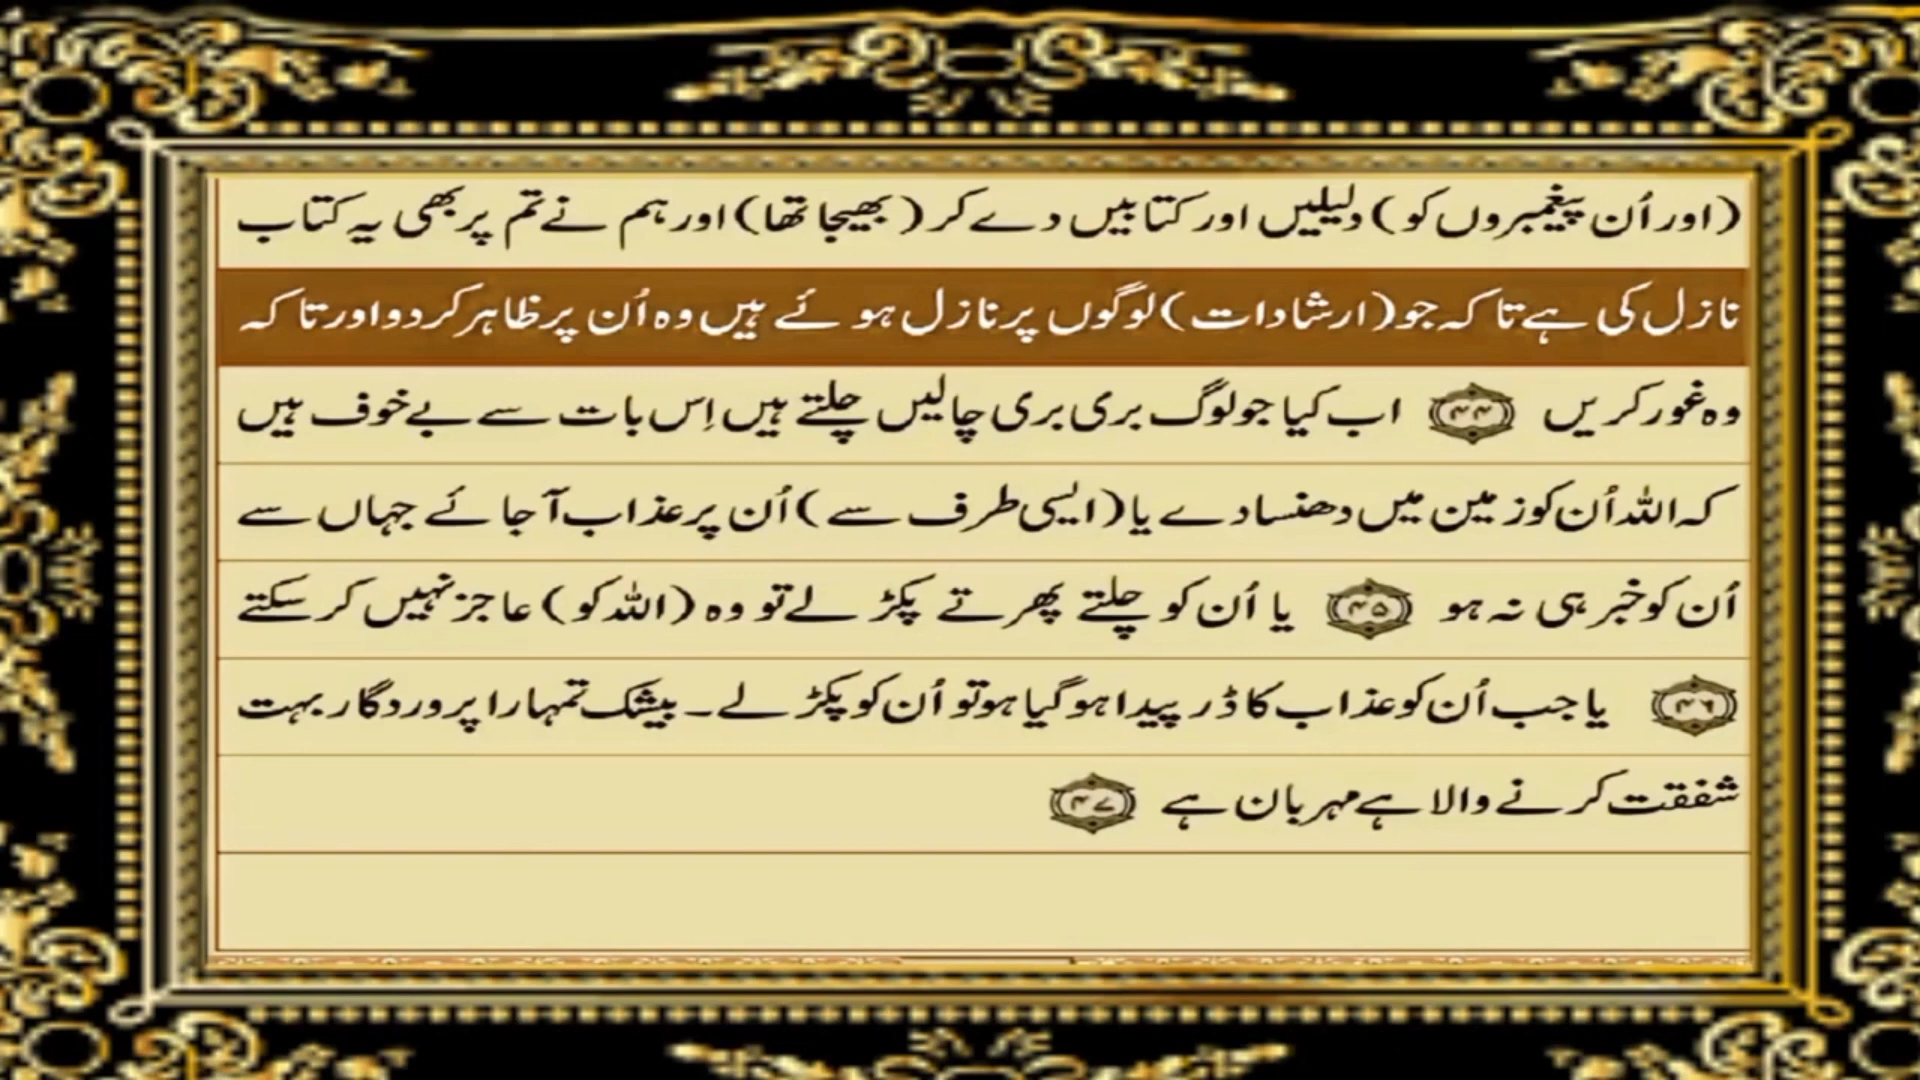 (اور اُن پیغمبروں کو) دلیلیں اور کتابیں دے کر (بھیجا تھا) اور ہم نے تم پر بھی یہ کتاب
نازل کی ہے تاکہ جو (ارشادات) لوگوں پر نازل ہوئے ہیں وہ اُن پر ظاہر کردو اور تاکہ
وہ غور کریں ۴۴ اب کیا جو لوگ بری بری چالیں چلتے ہیں اِس بات سے بے خوف ہیں
کہ اللہ اُن کو زمین میں دھنسا دے یا (ایسی طرف سے) اُن پر عذاب آجائے جہاں سے
اُن کو خبر ہی نہ ہو ۴۵ یا اُن کو چلتے پھرتے پکڑ لے تو وہ (اللہ کو) عاجز نہیں کرسکتے
۴۶ یا جب اُن کو عذاب کا ڈر پیدا ہوگیا ہو تو اُن کو پکڑ لے۔ بیشک تمہارا پروردگار بہت
شفقت کرنے والا ہے مہربان ہے ۴۷